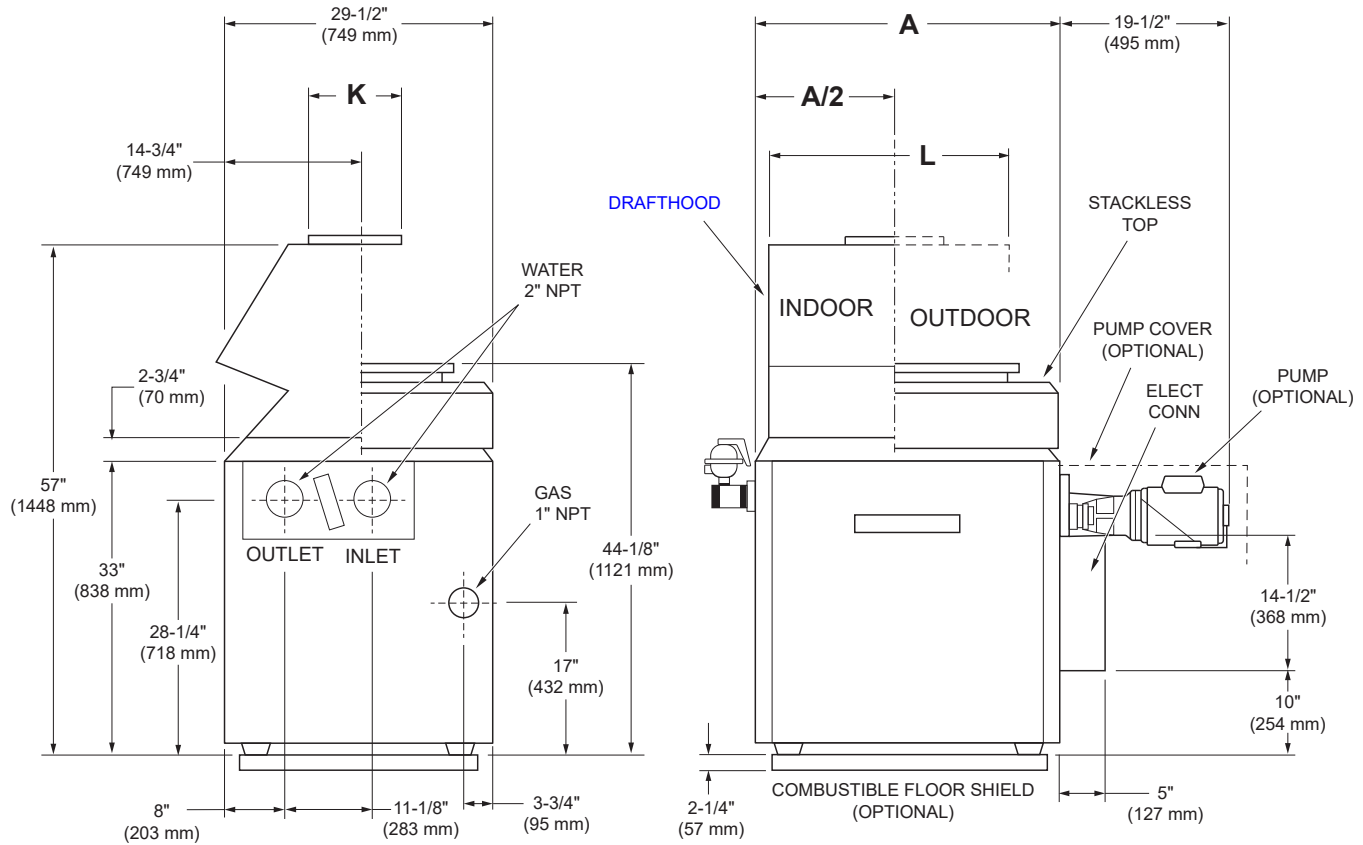 29-1/2"
(749 mm)
K
14-3/4"
(749 mm)
WATER
2" NPT
2-3/4"
(70 mm)
57"
(1448 mm)
33"
(838 mm)
28-1/4"
(718 mm)
OUTLET
INLET
GAS
1" NPT
44-1/8"
(1121 mm)
17"
(432 mm)
8"
(203 mm)
11-1/8"
(283 mm)
3-3/4"
(95 mm)
A
19-1/2"
(495 mm)
A/2
L
DRAFTHOOD
STACKLESS
TOP
INDOOR
OUTDOOR
PUMP COVER
(OPTIONAL)
ELECT
CONN
PUMP
(OPTIONAL)
14-1/2"
(368 mm)
10"
(254 mm)
2-1/4"
(57 mm)
COMBUSTIBLE FLOOR SHIELD
(OPTIONAL)
5"
(127 mm)